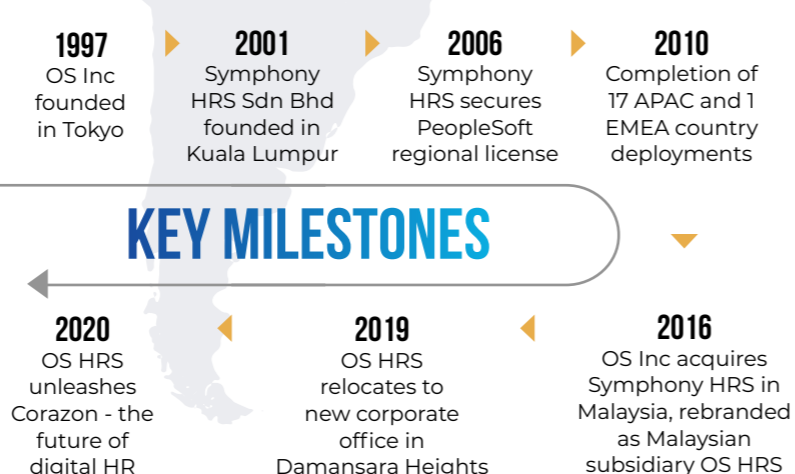 1997
OS Inc
founded
in Tokyo
2001
Symphony
HRS Sdn Bhd
founded in
Kuala Lumpur
2006
Symphony
HRS secures
PeopleSoft
regional license
2010
Completion of
17 APAC and 1
EMEA country
deployments
KEY MILESTONES
2016
OS Inc acquires
Symphony HRS in
Malaysia, rebranded
as Malaysian
subsidiary OS HRS
2019
OS HRS
relocates to
new corporate
office in
Damansara Heights
2020
OS HRS
unleashes
Corazon - the
future of
digital HR